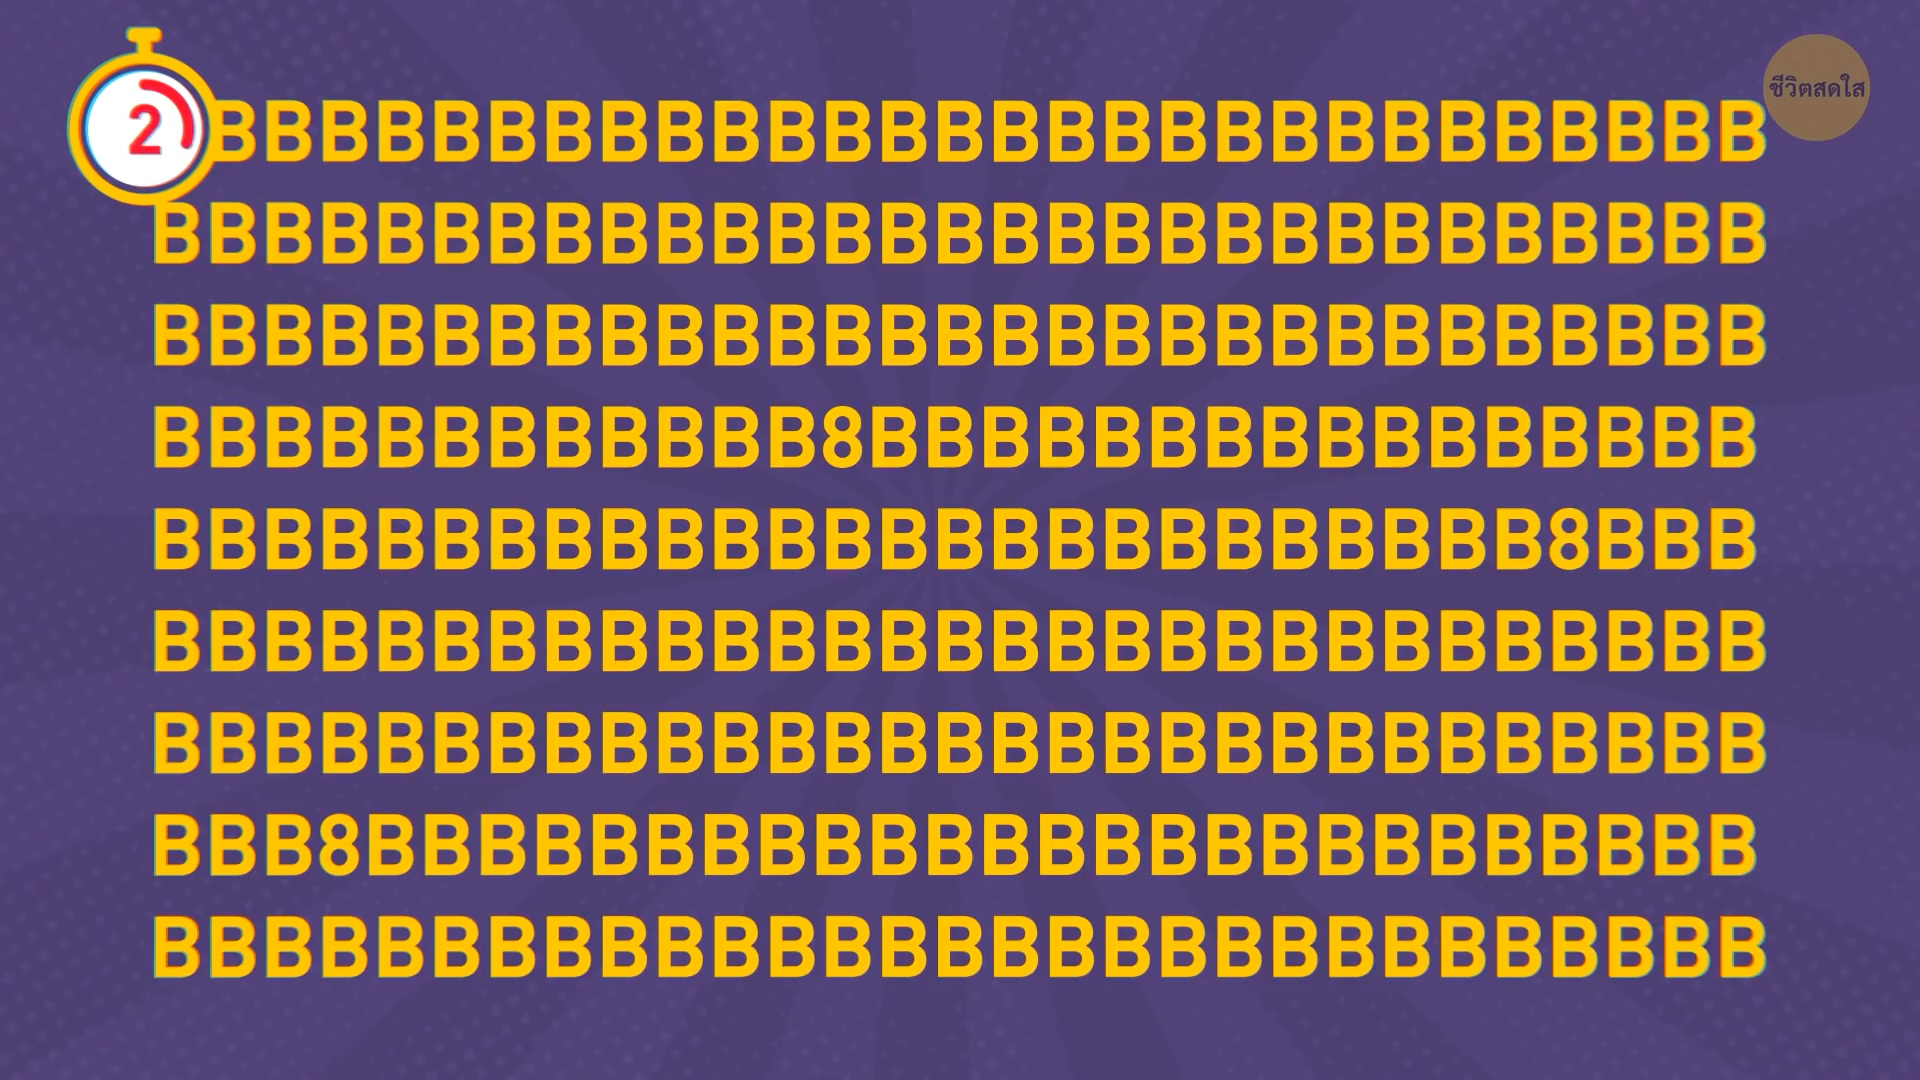 2
ชีวิตสดใส
BBBBBBBBBBBBBBBBBBBBBBBBBBBB
BBBBBBBBBBBBBBBBBBBBBBBBBBBBB
BBBBBBBBBBBBBBBBBBBBBBBBBBBBB
BBBBBBBBBBBB8BBBBBBBBBBBBBBBB
BBBBBBBBBBBBBBBBBBBBBBBBB8BBB
BBBBBBBBBBBBBBBBBBBBBBBBBBBBB
BBBBBBBBBBBBBBBBBBBBBBBBBBBBB
BBB8BBBBBBBBBBBBBBBBBBBBBBBBB
BBBBBBBBBBBBBBBBBBBBBBBBBBBBB